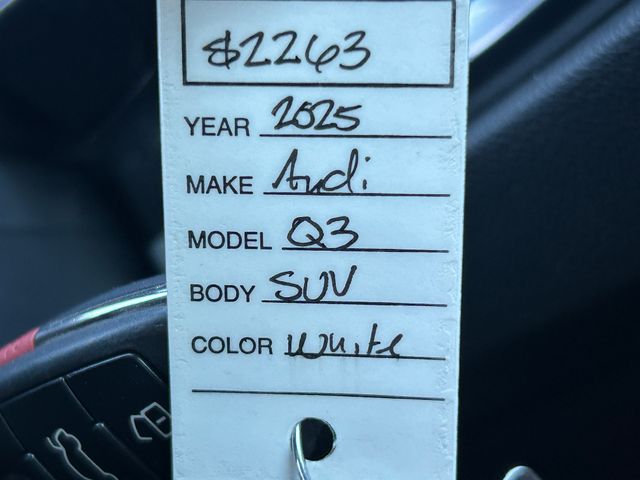 $2263
YEAR 2025
MAKE Audi
MODEL Q3
BODY SUV
COLOR White